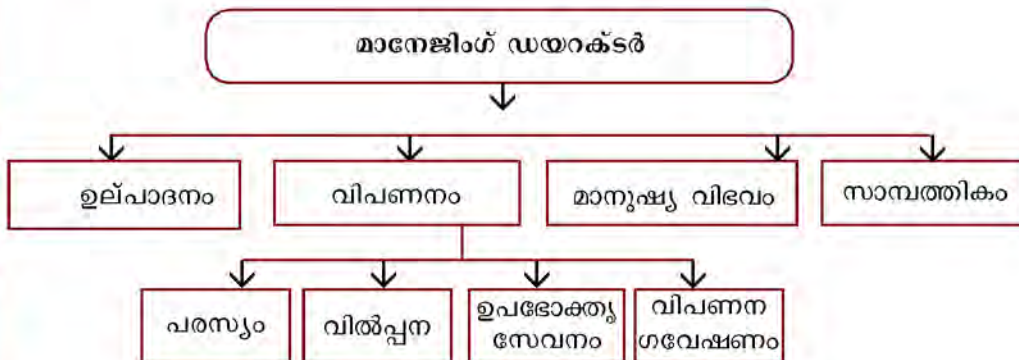 മാനേജിംഗ് ഡയറക്ടർ
ഉല്പാദനം
വിപണനം
മാനുഷ്യ വിഭവം
സാമ്പത്തികം
പരസ്യം
വിൽപ്പന
ഉപഭോക്തൃ
സേവനം
വിപണന
ഗവേഷണം